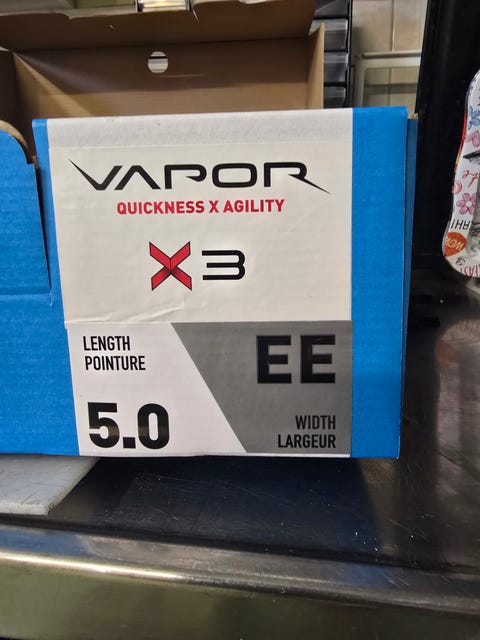 VAPOR
QUICKNESS X AGILITY
X3
LENGTH
POINTURE
5.0
EE
WIDTH
LARGEUR